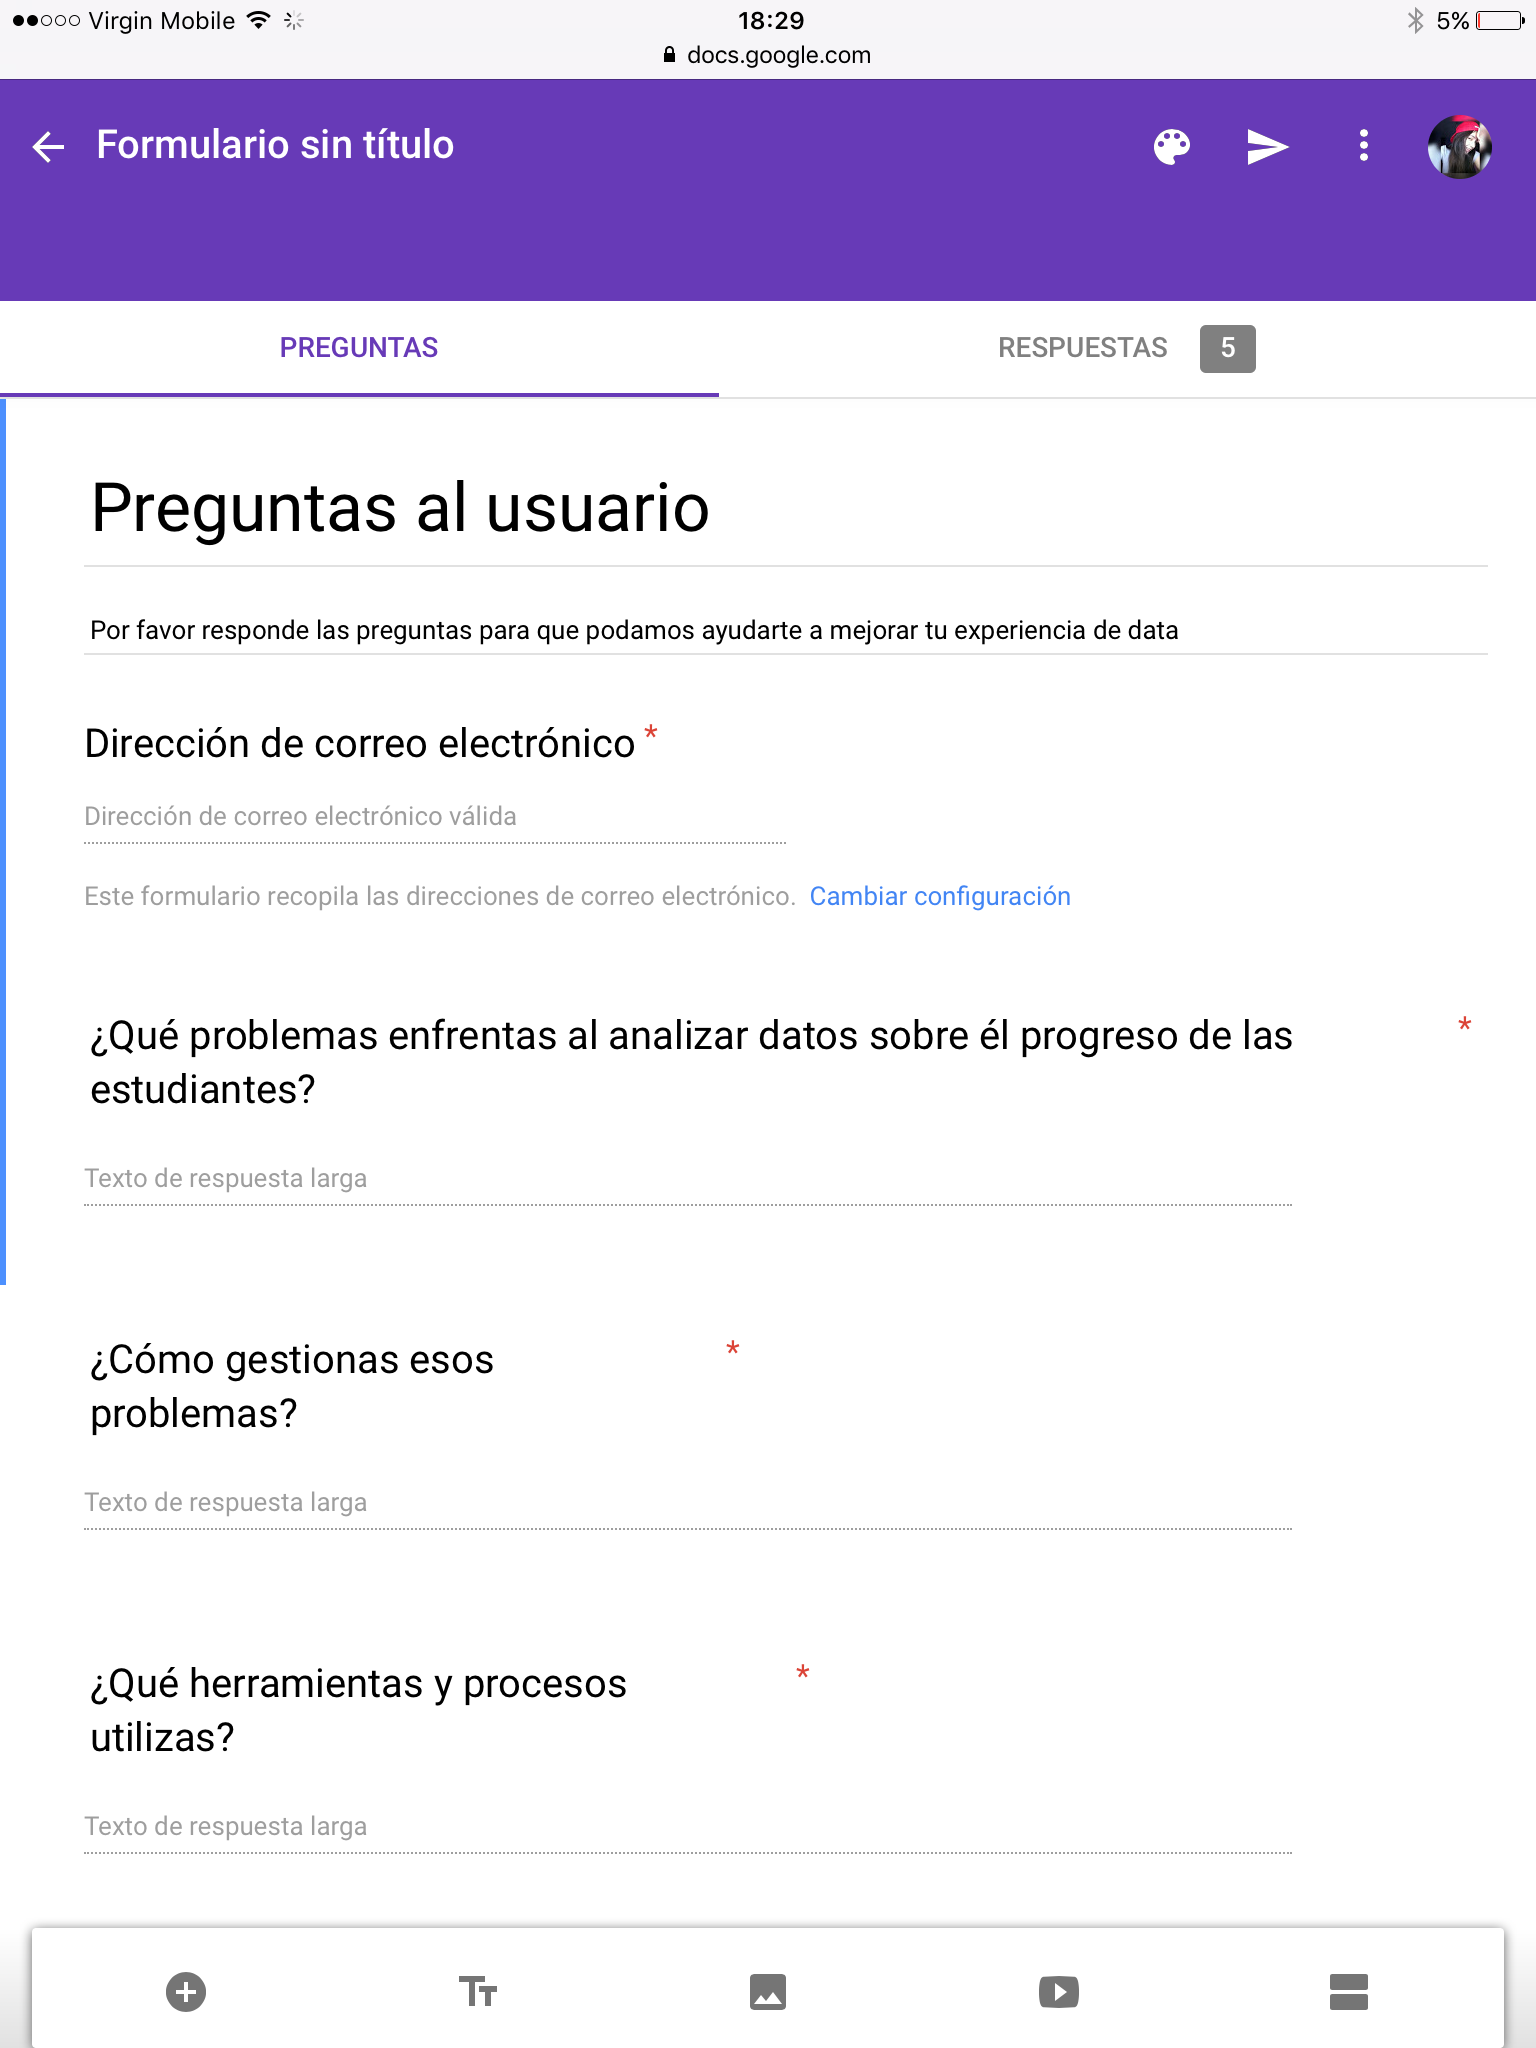 Virgin Mobile 18:29 5%
docs.google.com
Formulario sin título
PREGUNTAS RESPUESTAS 5
Preguntas al usuario
Por favor responde las preguntas para que podamos ayudarte a mejorar tu experiencia de data
Dirección de correo electrónico *
Dirección de correo electrónico válida
Este formulario recopila las direcciones de correo electrónico. Cambiar configuración
¿Qué problemas enfrentas al analizar datos sobre él progreso de las *
estudiantes?
Texto de respuesta larga
¿Cómo gestionas esos *
problemas?
Texto de respuesta larga
¿Qué herramientas y procesos *
utilizas?
Texto de respuesta larga
Tт